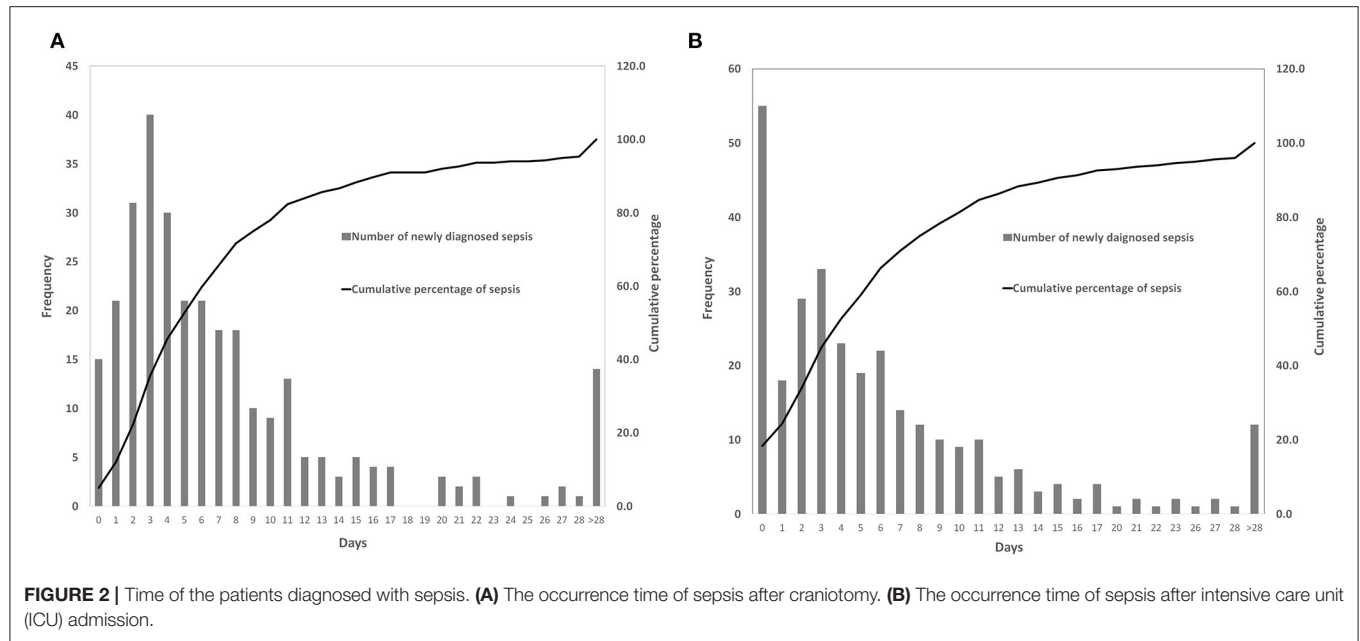 A
45
40
35
30
25
20
15
10
5
0
Frequency
120.0
100.0
80.0
60.0
40.0
20.0
0.0
Cumulative percentage
Number of newly diagnosed sepsis
Cumulative percentage of sepsis
0 1 2 3 4 5 6 7 8 9 10 11 12 13 14 15 16 17 18 19 20 21 22 23 24 25 26 27 28 >28
Days
B
60
50
40
30
20
10
0
Frequency
120.0
100.0
80.0
60.0
40.0
20.0
0.0
Cumulative percentage
Number of newly daignosed sepsis
Cumulative percentage of sepsis
0 1 2 3 4 5 6 7 8 9 10 11 12 13 14 15 16 17 20 21 22 23 26 27 28 >28
Days
FIGURE 2 | Time of the patients diagnosed with sepsis. (A) The occurrence time of sepsis after craniotomy. (B) The occurrence time of sepsis after intensive care unit
(ICU) admission.